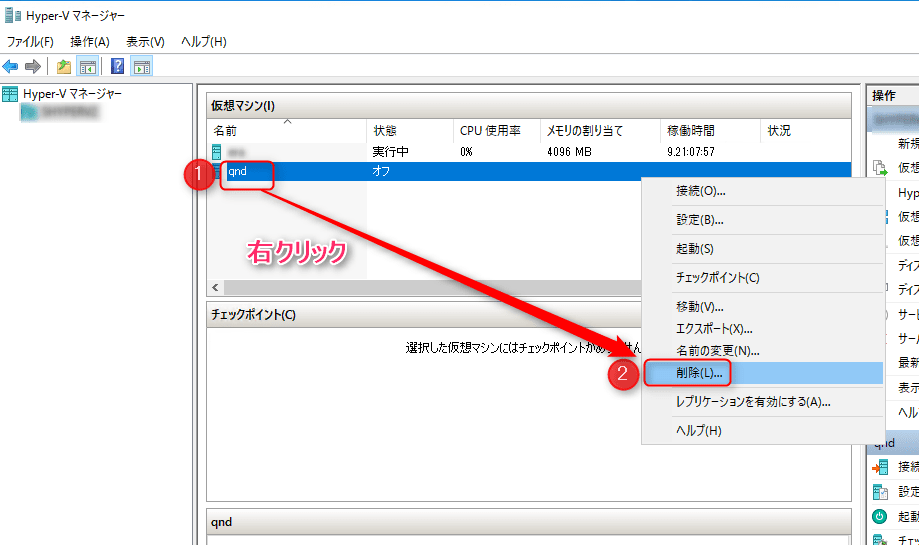 Hyper-V マネージャー
ファイル(F) 操作(A) 表示(V) ヘルプ(H)
Hyper-V マネージャー
仮想マシン(I)
名前 状態 CPU 使用率 メモリの割り当て 稼働時間 状況
実行中 0% 4096 MB 9.21:07:57
1 qnd オフ
右クリック
接続(O)...
設定(B)...
起動(S)
チェックポイント(C)
移動(V)...
エクスポート(X)...
名前の変更(N)...
2 削除(L)...
レプリケーションを有効にする(A)...
ヘルプ(H)
チェックポイント(C)
選択した仮想マシンにはチェックポイントがありません
qnd
操作
新規
仮想
Hyp
仮想
仮想
ディス
ディス
サービ
サーバ
最新
表示
ヘル
qnd
接続
設定
起動
チェッ